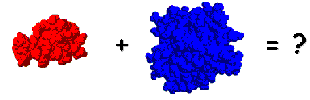 + = ?